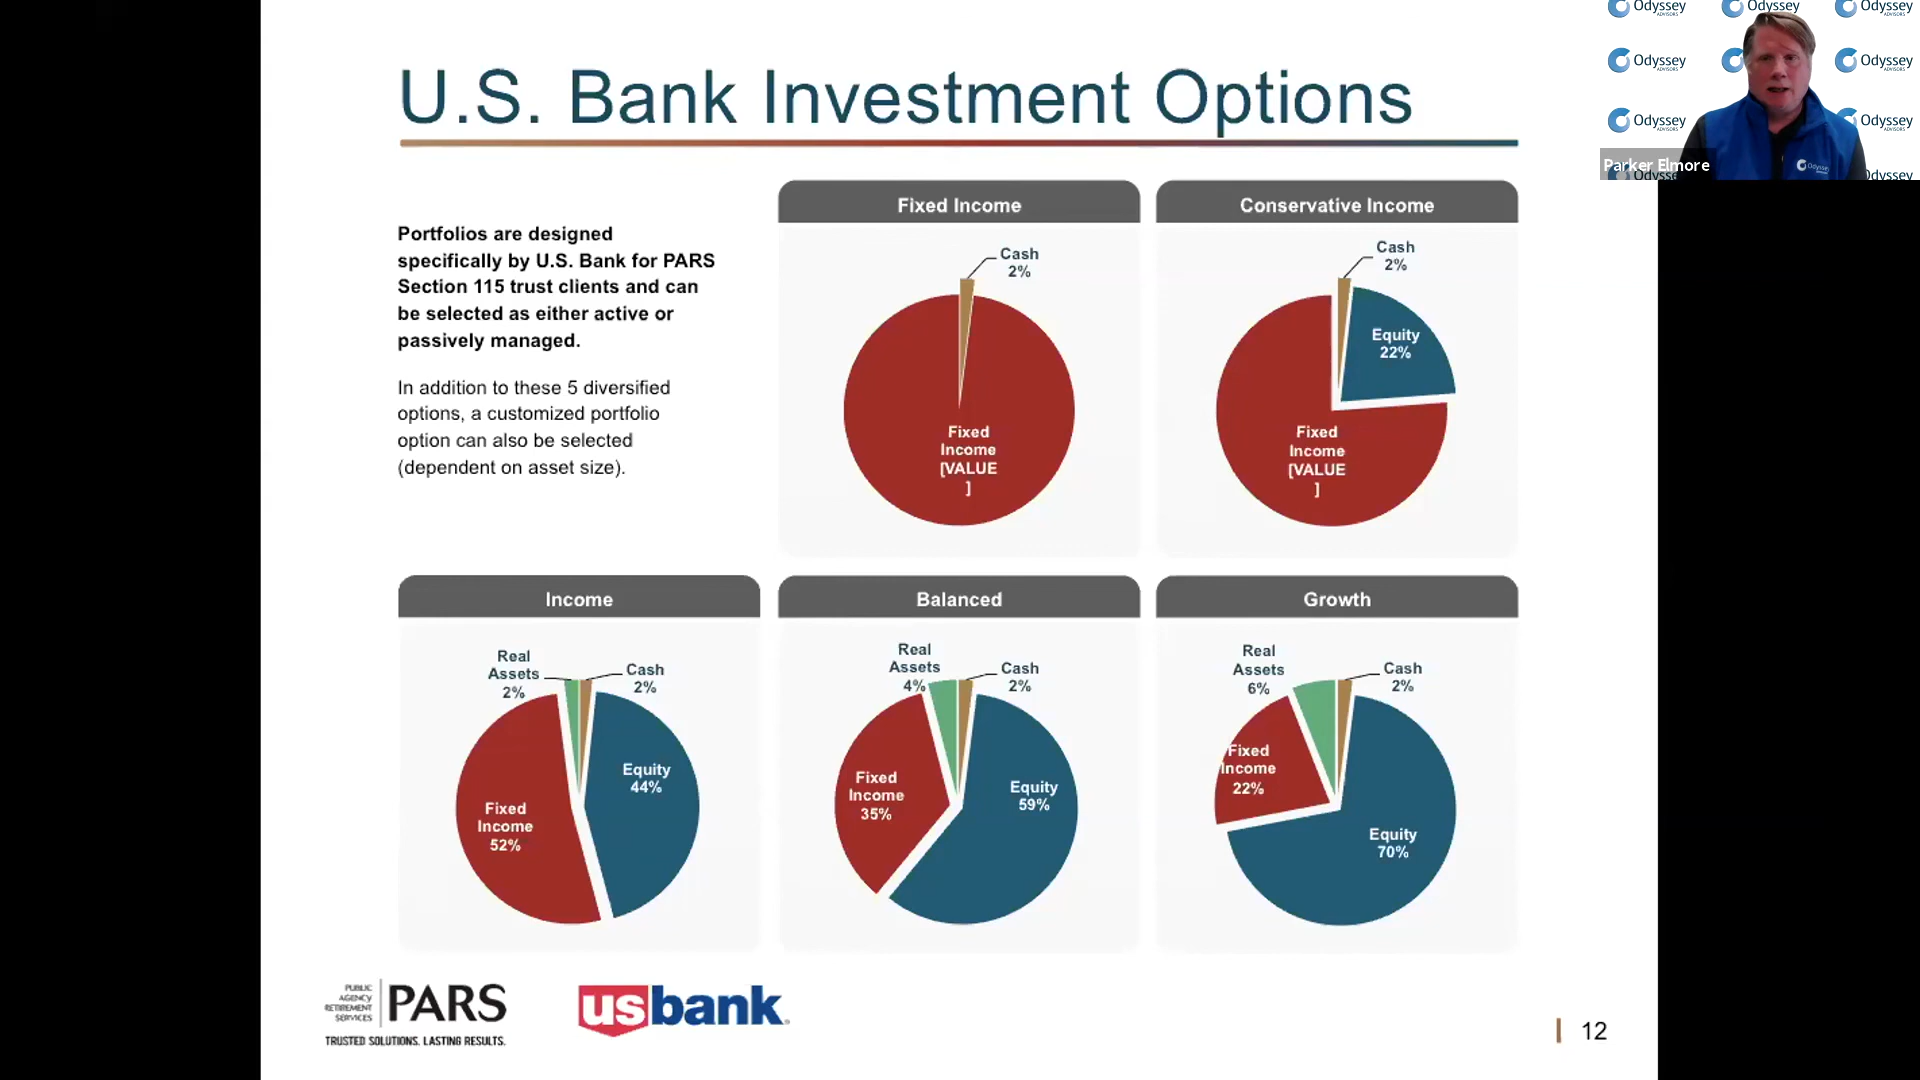 U.S. Bank Investment Options
Portfolios are designed
specifically by U.S. Bank for PARS
Section 115 trust clients and can
be selected as either active or
passively managed.
In addition to these 5 diversified
options, a customized portfolio
option can also be selected
(dependent on asset size).
Fixed Income
Cash
2%
Fixed
Income
[VALUE
]
Conservative Income
Cash
2%
Equity
22%
Fixed
Income
[VALUE
]
Income
Real
Assets
2%
Cash
2%
Equity
44%
Fixed
Income
52%
Balanced
Real
Assets
4%
Cash
2%
Fixed
Income
35%
Equity
59%
Growth
Real
Assets
6%
Cash
2%
Fixed
Income
22%
Equity
70%
PUBLIC
AGENCY
RETIREMENT
SERVICES
PARS
TRUSTED SOLUTIONS. LASTING RESULTS.
usbank
12
Odyssey
Odyssey
Odyssey
ADVISORS
Odyssey
ADVISORS
Odyssey
ADVISORS
Odyssey
ADVISORS
Odyssey
ADVISORS
Parker Elmore